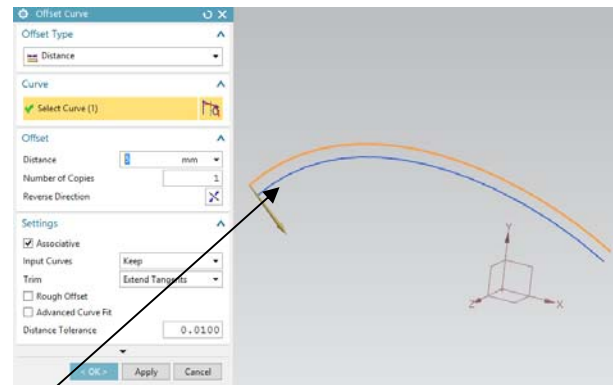 Offset Curve
Offset Type
Distance
Curve
Select Curve (1)
Offset
Distance mm
Number of Copies 1
Reverse Direction
Settings
Associative
Input Curves Keep
Trim Extend Tangents
Rough Offset
Advanced Curve Fit
Distance Tolerance 0.0100
< OK > Apply Cancel
Y
Z
X